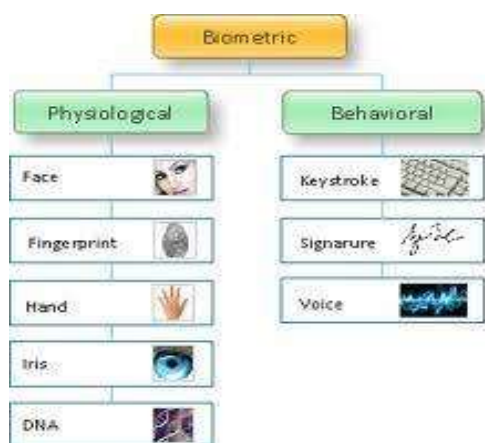 Biometric
Physiological
Behavioral
Face
Fingerprint
Hand
Iris
DNA
Keystroke
Signarure
Voice